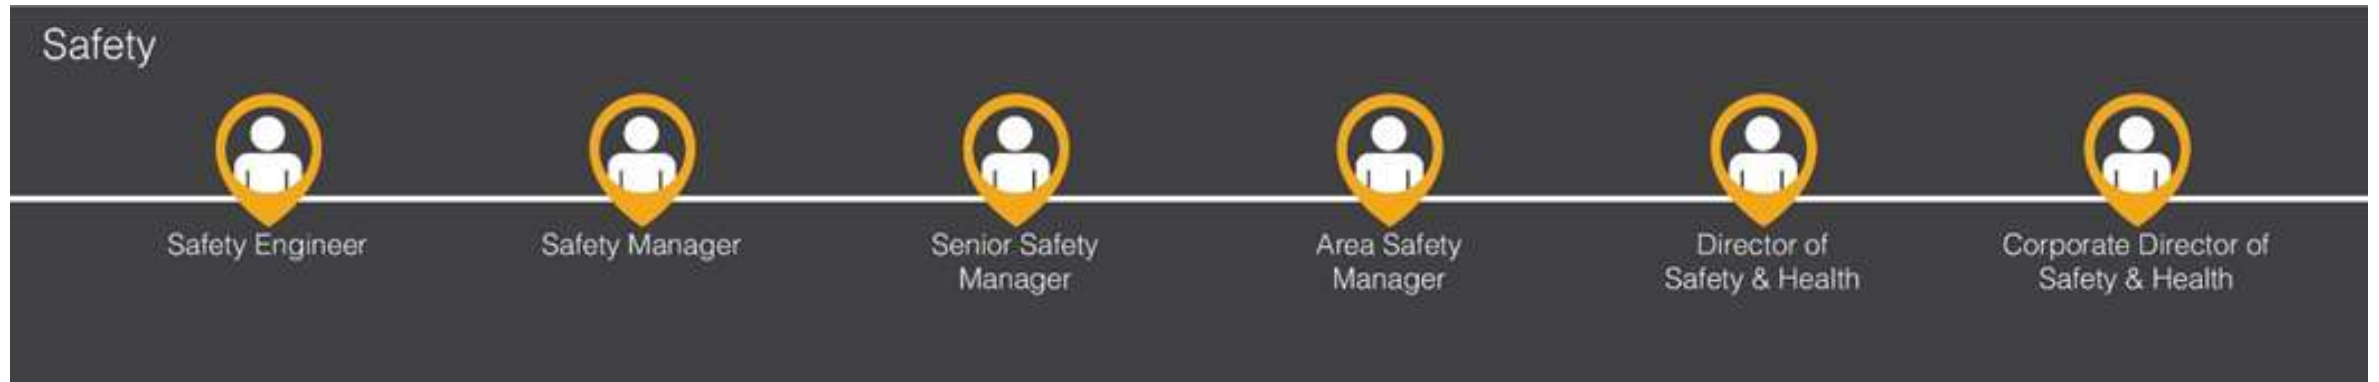 Safety
Safety Engineer
Safety Manager
Senior Safety
Manager
Area Safety
Manager
Director of
Safety & Health
Corporate Director of
Safety & Health